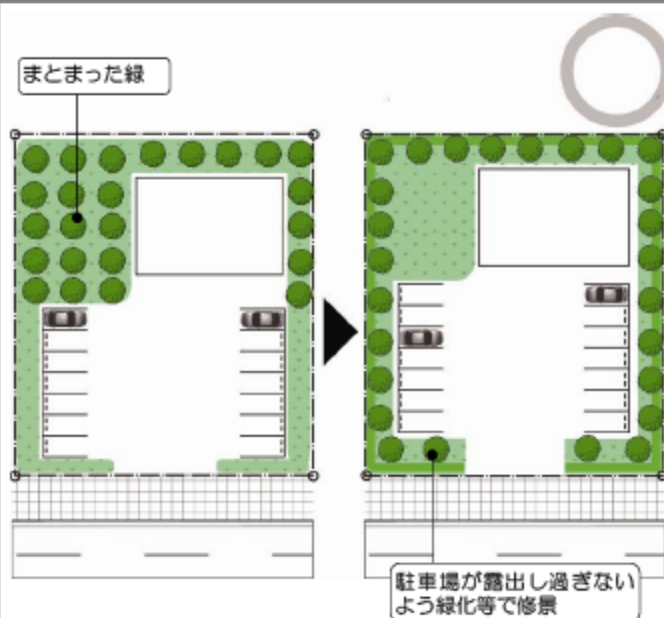 まとまった緑
駐車場が露出し過ぎない
よう緑化等で修景